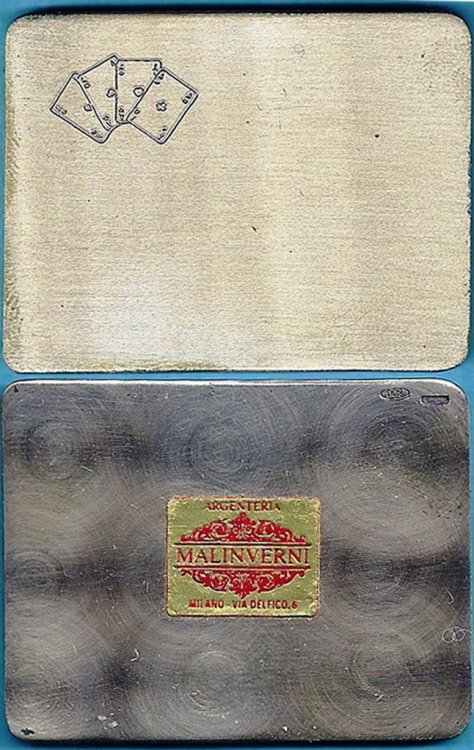 ARGENTERIA
MALINVERNI
MILANO - VIA DELFICO, 6